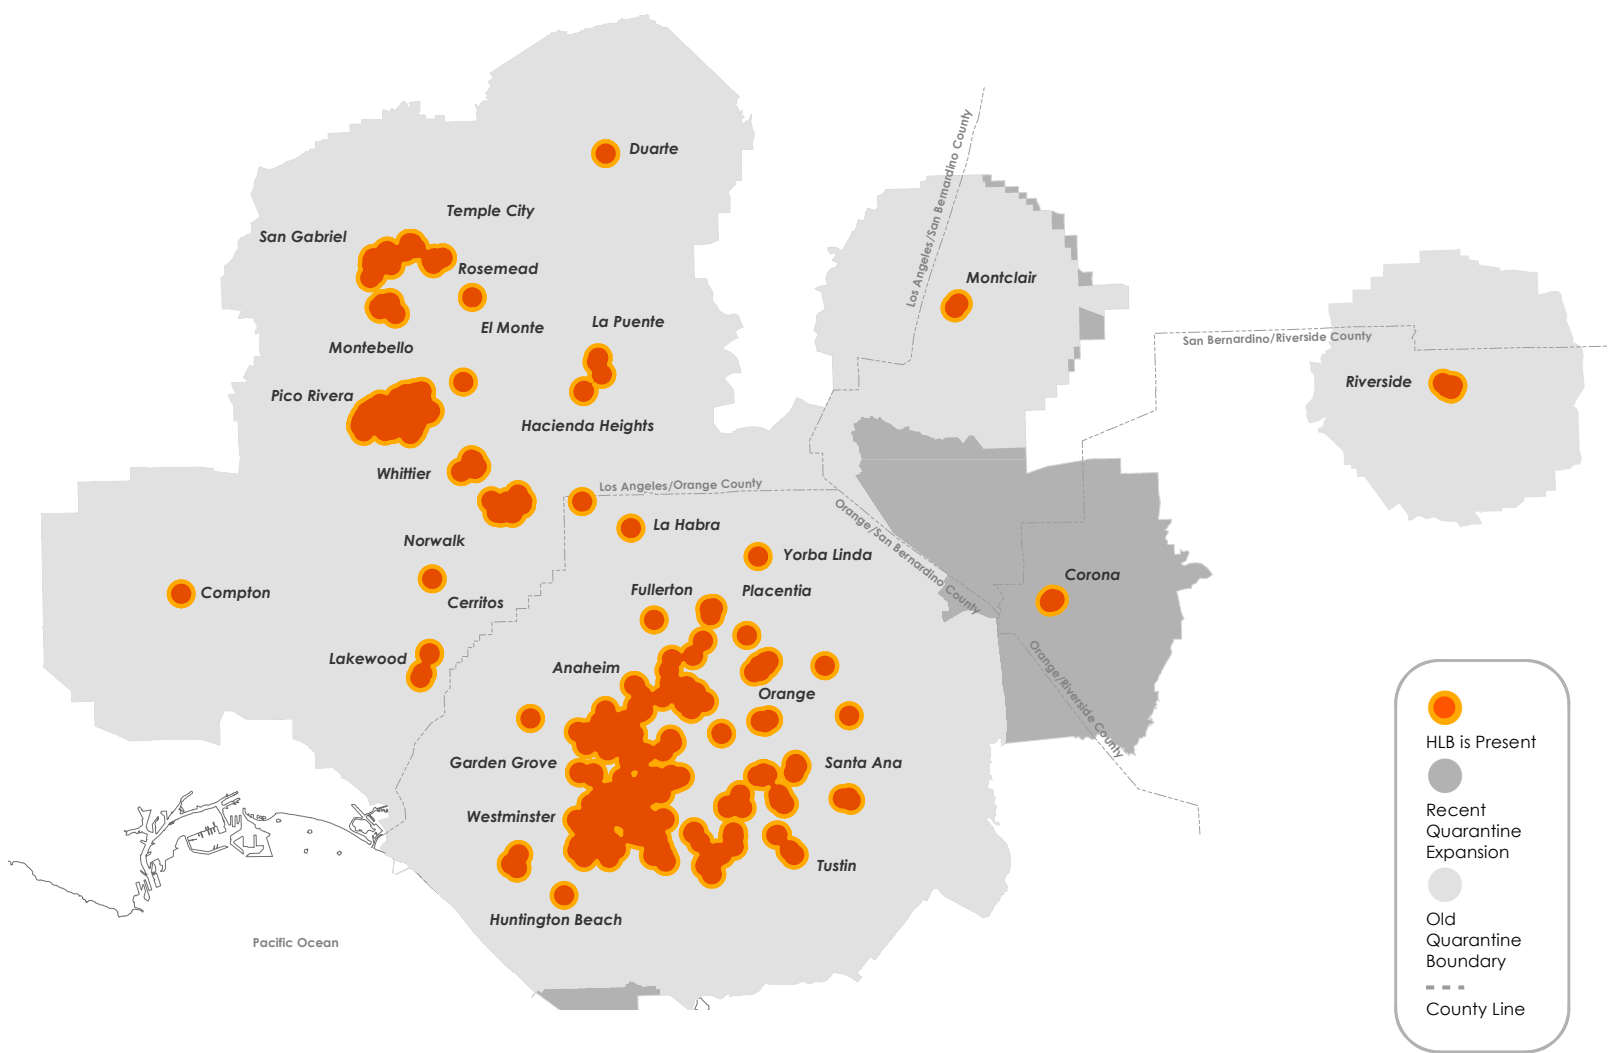 Duarte
Temple City
San Gabriel
Rosemead
El Monte
La Puente
Montebello
Pico Rivera
Hacienda Heights
Whittier
Los Angeles/Orange County
La Habra
Norwalk
Yorba Linda
Compton
Cerritos
Fullerton
Placentia
Lakewood
Anaheim
Orange
Garden Grove
Santa Ana
Westminster
Tustin
Huntington Beach
Pacific Ocean
Los Angeles/San Bernardino County
Montclair
San Bernardino/Riverside County
Riverside
Orange/San Bernardino County
Corona
Orange/Riverside County
HLB is Present
Recent
Quarantine
Expansion
Old
Quarantine
Boundary
County Line